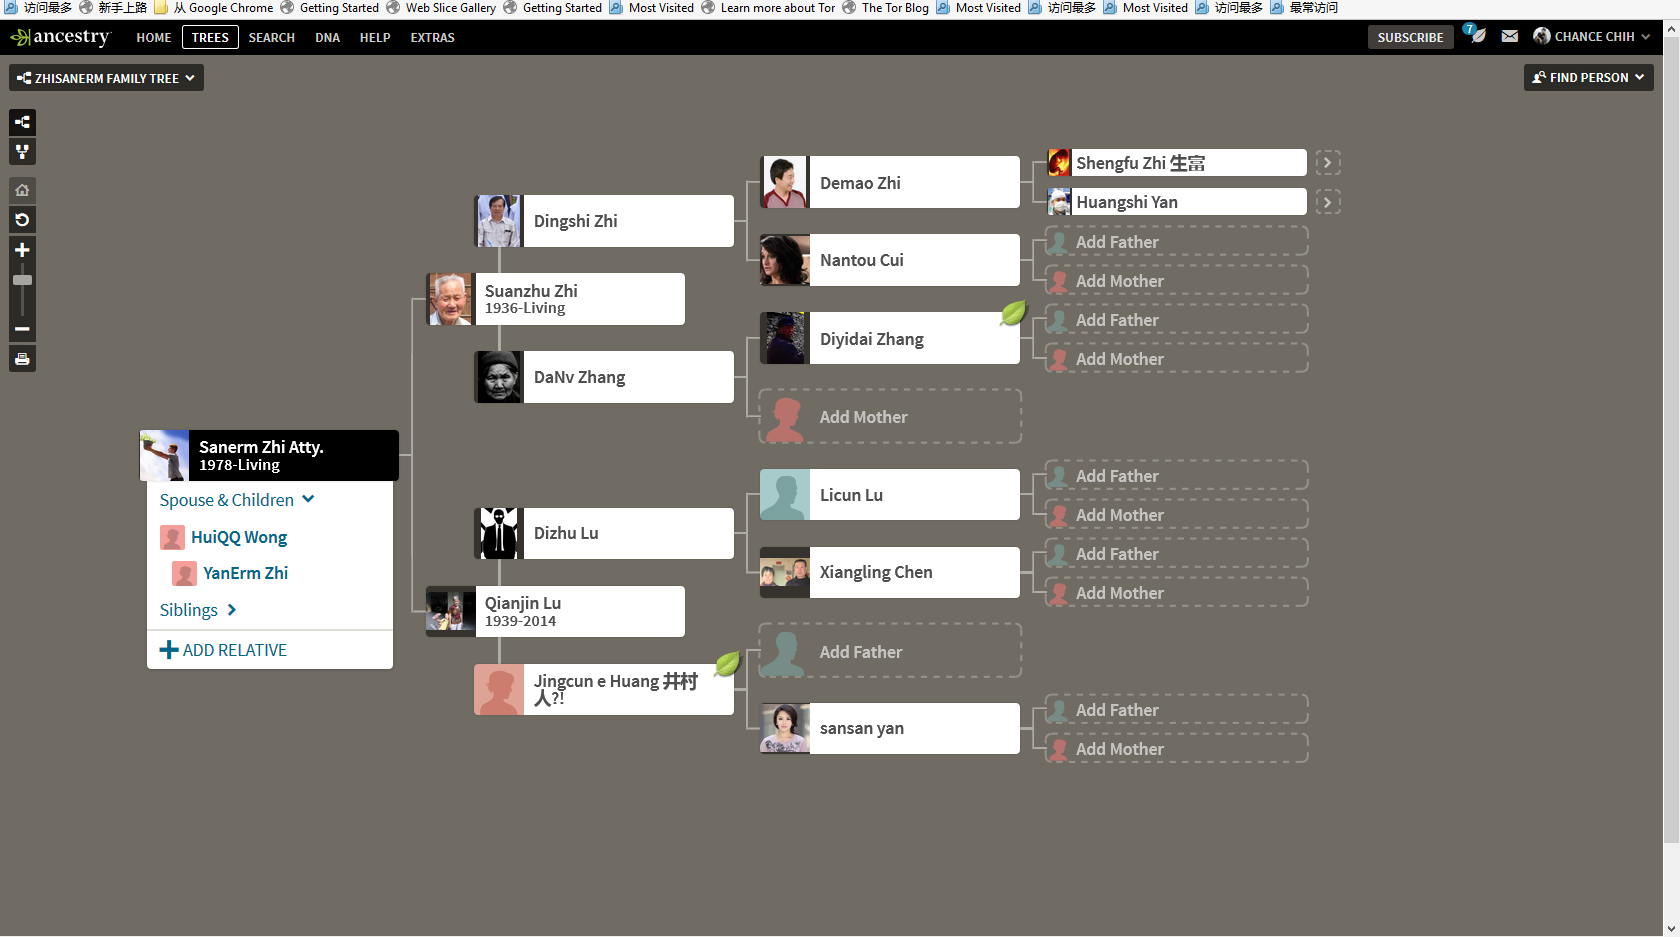 访问最多 新手上路 从 Google Chrome Getting Started Web Slice Gallery Getting Started Most Visited Learn more about Tor The Tor Blog Most Visited 访问最多 Most Visited 访问最多 最常访问
ancestry HOME TREES SEARCH DNA HELP EXTRAS SUBSCRIBE 7 CHANCE CHIH
ZHISANERM FAMILY TREE FIND PERSON
Sanerm Zhi Atty.
1978-Living
Spouse & Children
HuiQQ Wong
YanErm Zhi
Siblings
ADD RELATIVE
Suanzhu Zhi
1936-Living
Qianjin Lu
1939-2014
Dingshi Zhi
DaNv Zhang
Dizhu Lu
Jingcun e Huang 井村
人?!
Demao Zhi
Nantou Cui
Diyidai Zhang
Add Mother
Licun Lu
Xiangling Chen
Add Father
sansan yan
Shengfu Zhi 生富
Huangshi Yan
Add Father
Add Mother
Add Father
Add Mother
Add Father
Add Mother
Add Father
Add Mother
Add Father
Add Mother